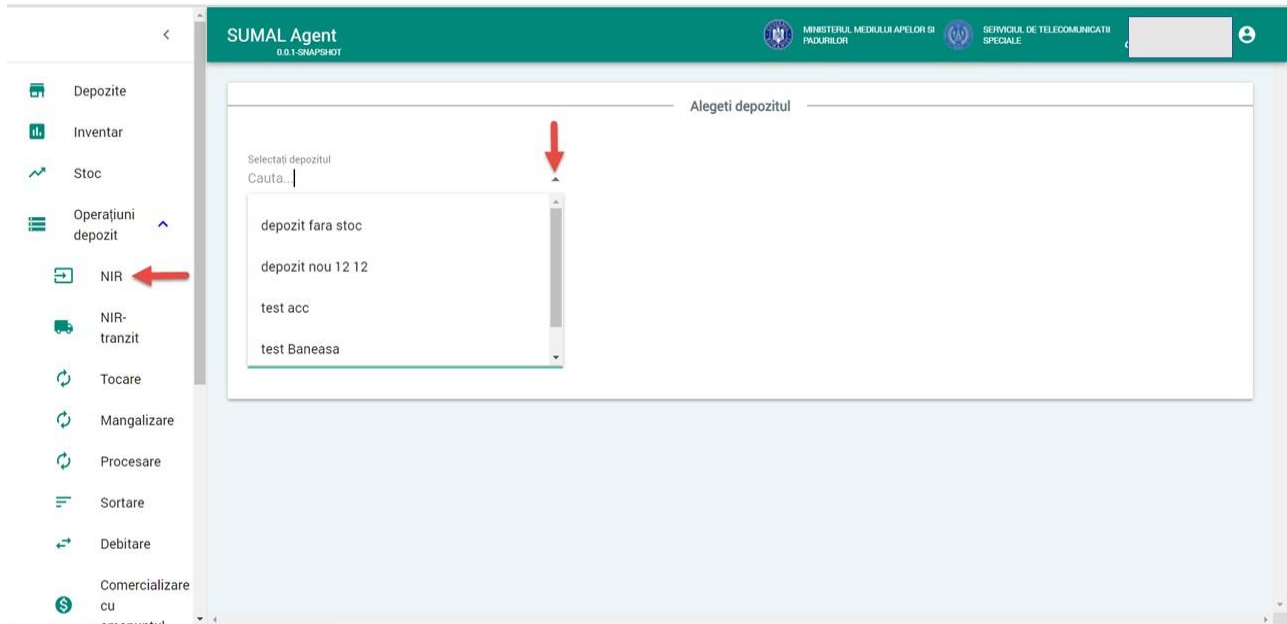 SUMAL Agent
0.0.1-SNAPSHOT
MINISTERUL MEDIULUI APELOR SI
PADURILOR
SERVICIUL DE TELECOMUNICATII
SPECIALE
Depozite
Inventar
Stoc
Operațiuni
depozit
NIR
NIR-
tranzit
Tocare
Mangalizare
Procesare
Sortare
Debitare
Comercializare
cu
Alegeti depozitul
Selectați depozitul
Cauta...
depozit fara stoc
depozit nou 12 12
test acc
test Baneasa